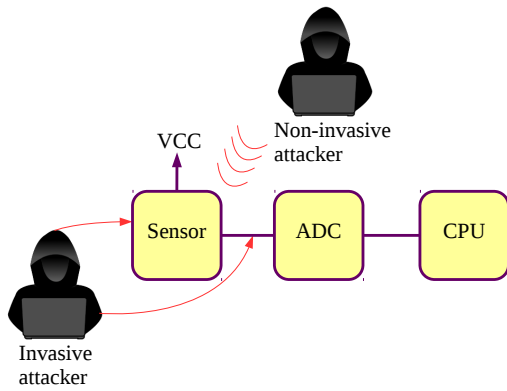 Non-invasive
attacker
VCC
Sensor
ADC
CPU
Invasive
attacker